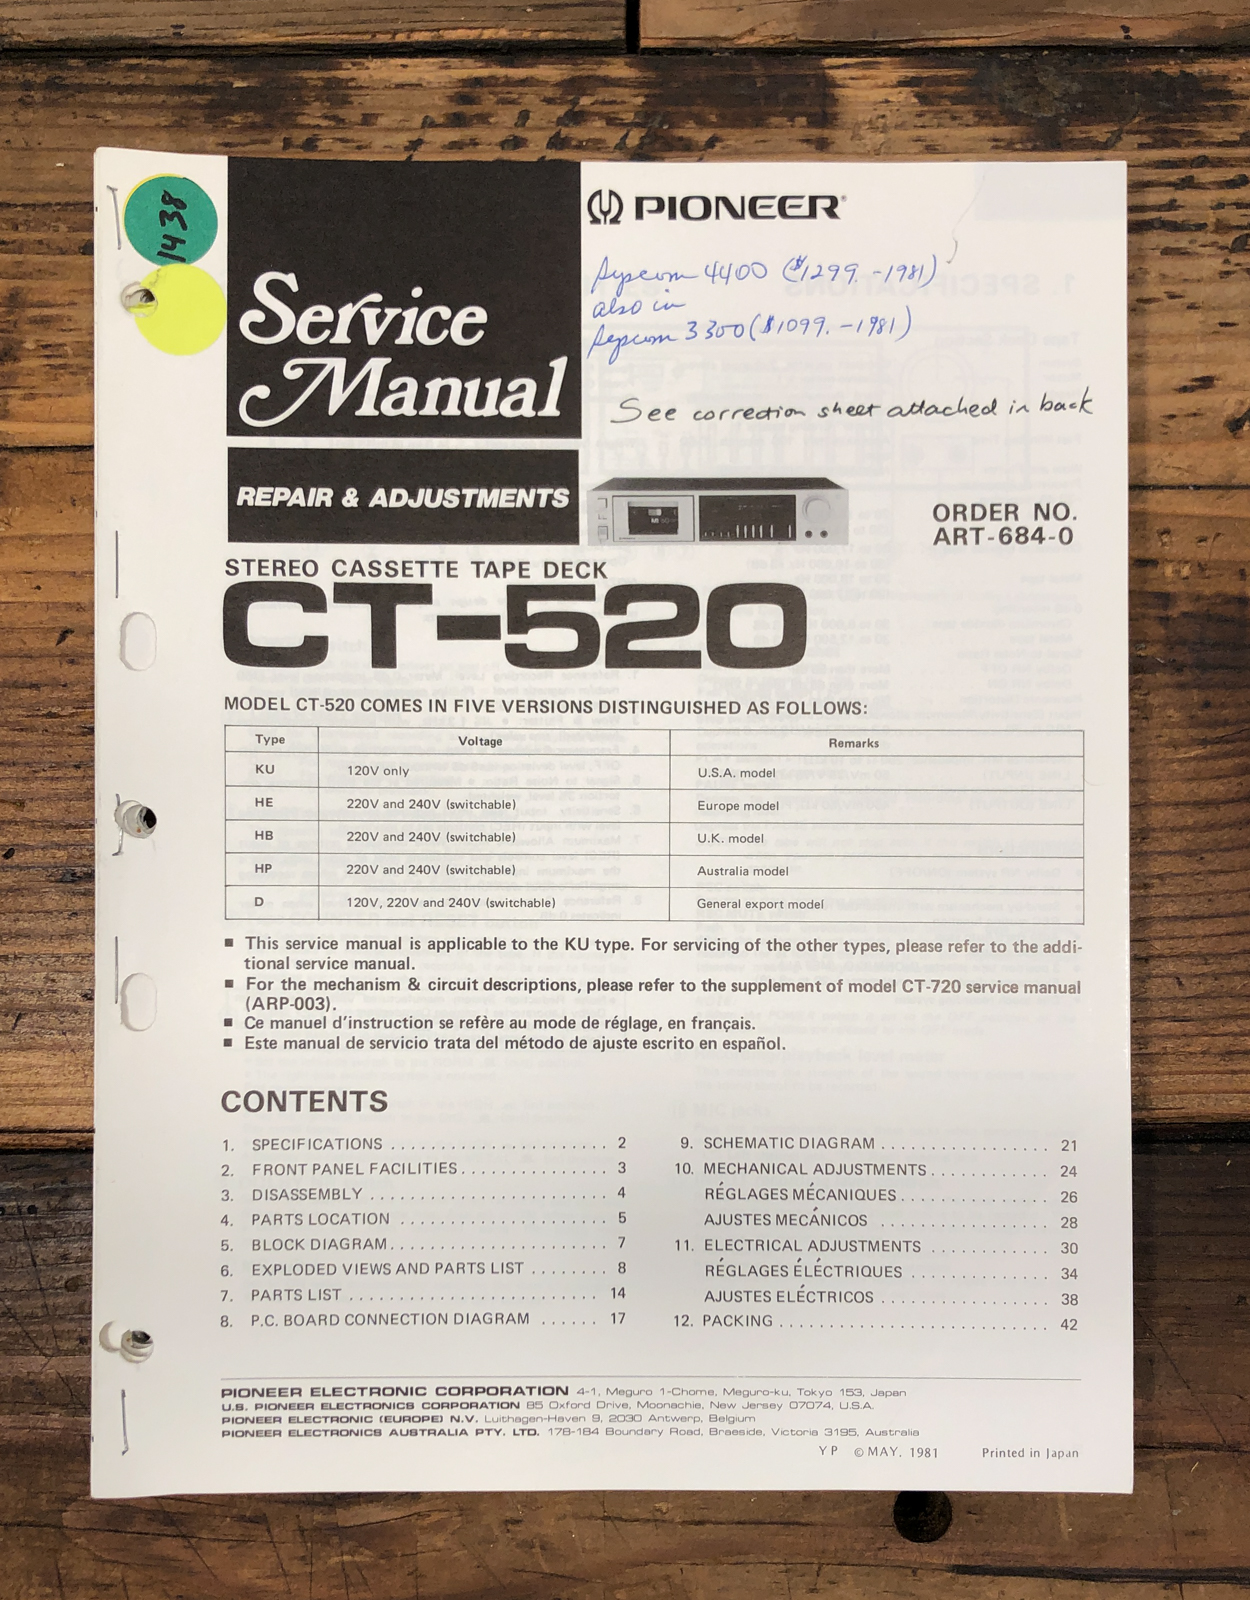 1438
Service
Manual
REPAIR & ADJUSTMENTS
PIONEER®
Syscom 4400 ($1299.-1981)
also in
Syscom 3300 ($1099.-1981)
See correction sheet attached in back
ORDER NO.
ART-684-0
STEREO CASSETTE TAPE DECK
CT-520
MODEL CT-520 COMES IN FIVE VERSIONS DISTINGUISHED AS FOLLOWS:
Type Voltage Remarks
KU 120V only U.S.A. model
HE 220V and 240V (switchable) Europe model
HB 220V and 240V (switchable) U.K. model
HP 220V and 240V (switchable) Australia model
D 120V, 220V and 240V (switchable) General export model
■ This service manual is applicable to the KU type. For servicing of the other types, please refer to the addi-
tional service manual.
■ For the mechanism & circuit descriptions, please refer to the supplement of model CT-720 service manual
(ARP-003).
■ Ce manuel d'instruction se refère au mode de réglage, en français.
■ Este manual de servicio trata del método de ajuste escrito en español.
CONTENTS
1. SPECIFICATIONS ...................... 2
2. FRONT PANEL FACILITIES ............... 3
3. DISASSEMBLY ........................ 4
4. PARTS LOCATION ..................... 5
5. BLOCK DIAGRAM ...................... 7
6. EXPLODED VIEWS AND PARTS LIST ........ 8
7. PARTS LIST .......................... 14
8. P.C. BOARD CONNECTION DIAGRAM ...... 17
9. SCHEMATIC DIAGRAM ................. 21
10. MECHANICAL ADJUSTMENTS ............ 24
RÉGLAGES MÉCANIQUES ............... 26
AJUSTES MECÁNICOS ................. 28
11. ELECTRICAL ADJUSTMENTS ............ 30
RÉGLAGES ÉLÉCTRIQUES .............. 34
AJUSTES ELÉCTRICOS ................. 38
12. PACKING ........................... 42
PIONEER ELECTRONIC CORPORATION 4-1, Meguro 1-Chome, Meguro-ku, Tokyo 153, Japan
U.S. PIONEER ELECTRONICS CORPORATION 85 Oxford Drive, Moonachie, New Jersey 07074, U.S.A.
PIONEER ELECTRONIC (EUROPE) N.V. Luithagen-Haven 9, 2030 Antwerp, Belgium
PIONEER ELECTRONICS AUSTRALIA PTY. LTD. 178-184 Boundary Road, Braeside, Victoria 3195, Australia
YP © MAY. 1981 Printed in Japan